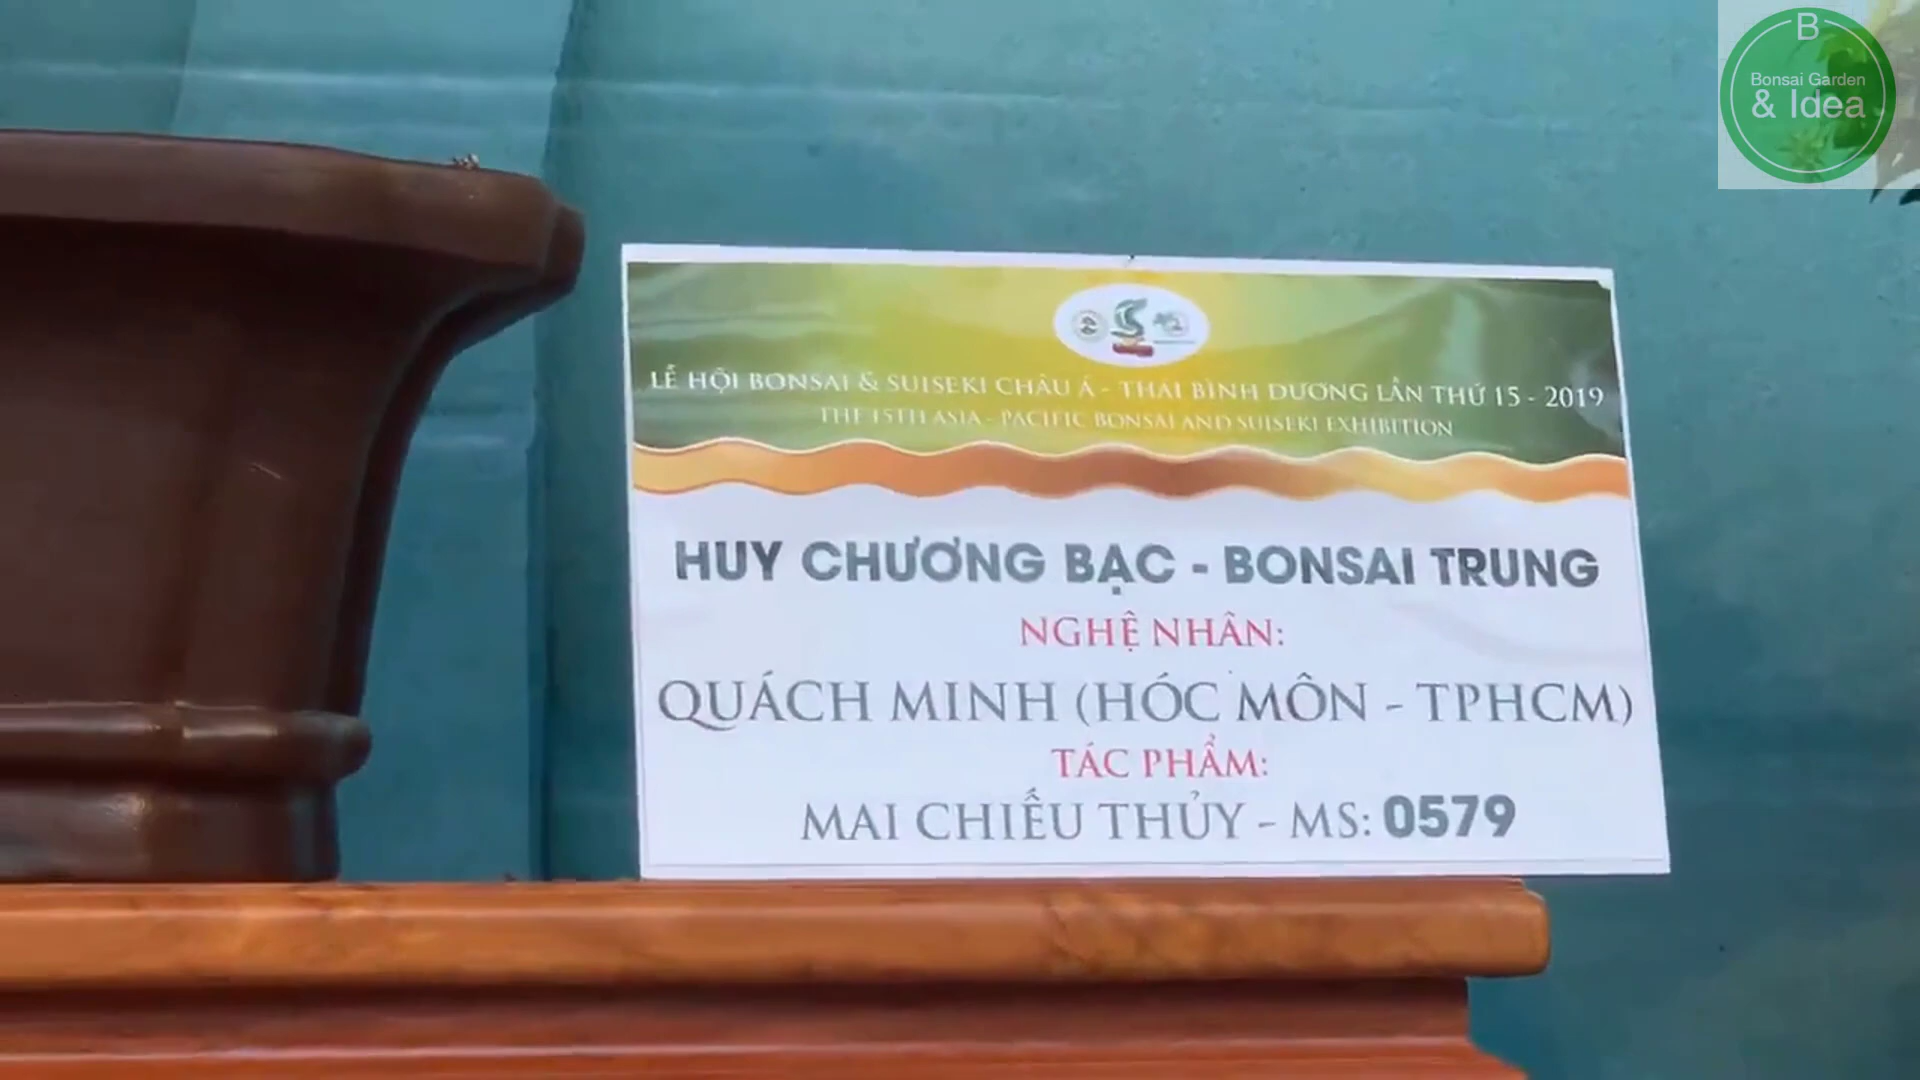 B
Bonsai Garden
& Idea
LỄ HỘI BONSAI & SUISEKI CHÂU Á - THÁI BÌNH DƯƠNG LẦN THỨ 15 - 2019
THE 15TH ASIA - PACIFIC BONSAI AND SUISEKI EXHIBITION
HUY CHƯƠNG BẠC - BONSAI TRUNG
NGHỆ NHÂN:
QUÁCH MINH (HÓC MÔN - TPHCM)
TÁC PHẨM:
MAI CHIẾU THỦY - MS: 0579